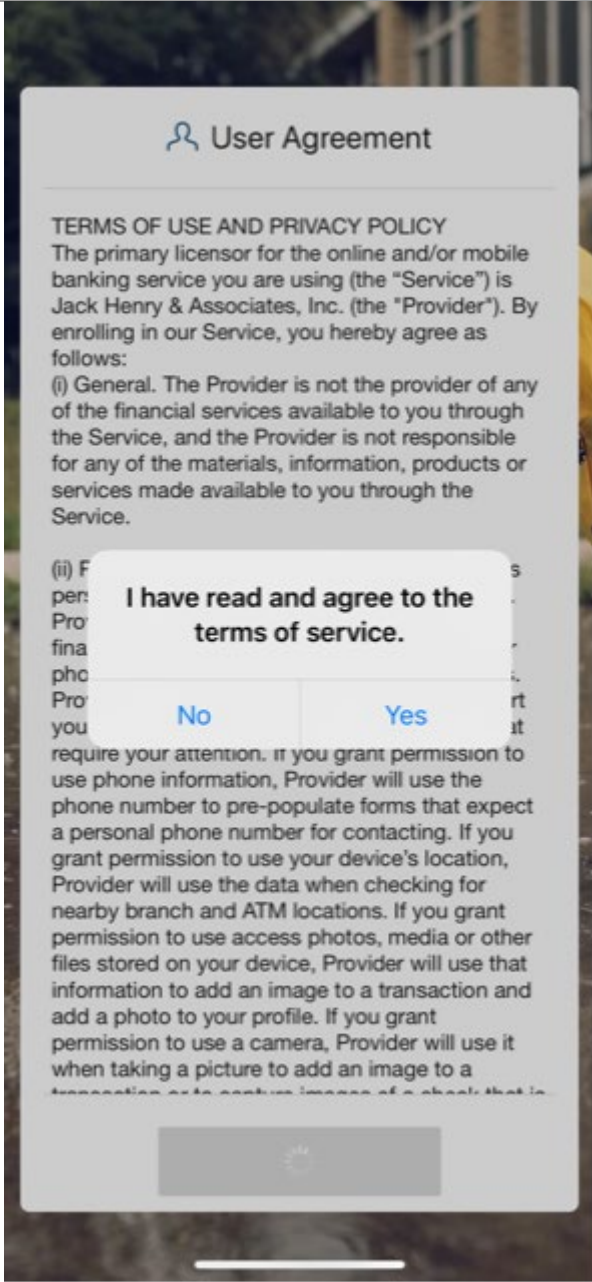 User Agreement
TERMS OF USE AND PRIVACY POLICY
The primary licensor for the online and/or mobile
banking service you are using (the “Service”) is
Jack Henry & Associates, Inc. (the "Provider"). By
enrolling in our Service, you hereby agree as
follows:
(i) General. The Provider is not the provider of any
of the financial services available to you through
the Service, and the Provider is not responsible
for any of the materials, information, products or
services made available to you through the
Service.
(ii)
I have read and agree to the
terms of service.
No Yes
require your attention. If you grant permission to
use phone information, Provider will use the
phone number to pre-populate forms that expect
a personal phone number for contacting. If you
grant permission to use your device’s location,
Provider will use the data when checking for
nearby branch and ATM locations. If you grant
permission to use access photos, media or other
files stored on your device, Provider will use that
information to add an image to a transaction and
add a photo to your profile. If you grant
permission to use a camera, Provider will use it
when taking a picture to add an image to a
transaction or to capture images of a check that is